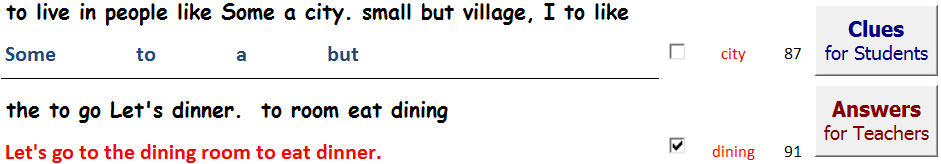 to live in people like Some a city. small but village, I to like
Some to a but
city 87
Clues
for Students
the to go Let's dinner. to room eat dining
Let's go to the dining room to eat dinner.
dining 91
Answers
for Teachers